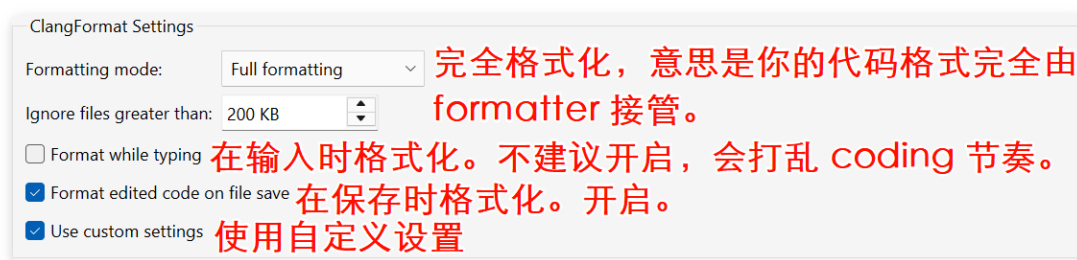 ClangFormat Settings
Formatting mode: Full formatting 完全格式化，意思是你的代码格式完全由
Ignore files greater than: 200 KB formatter 接管。
Format while typing 在输入时格式化。不建议开启，会打乱 coding 节奏。
Format edited code on file save 在保存时格式化。开启。
Use custom settings 使用自定义设置